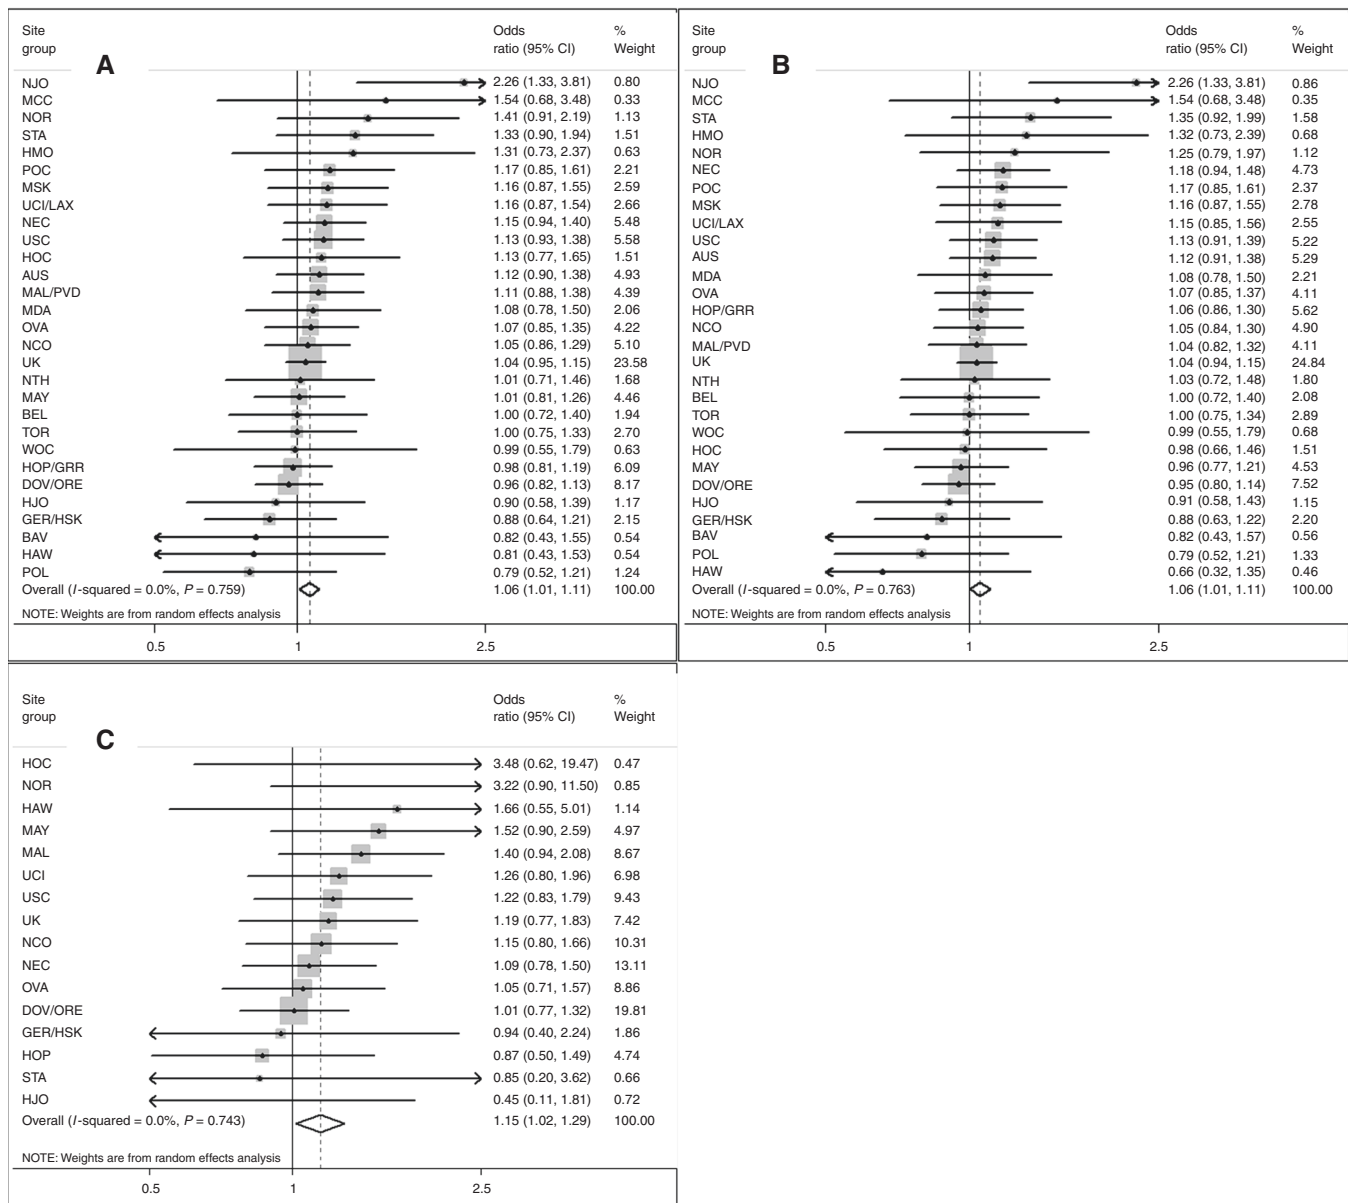 Site group Odds ratio (95% CI) % Weight
A
NJO 2.26 (1.33, 3.81) 0.80
MCC 1.54 (0.68, 3.48) 0.33
NOR 1.41 (0.91, 2.19) 1.13
STA 1.33 (0.90, 1.94) 1.51
HMO 1.31 (0.73, 2.37) 0.63
POC 1.17 (0.85, 1.61) 2.21
MSK 1.16 (0.87, 1.55) 2.59
UCI/LAX 1.16 (0.87, 1.54) 2.66
NEC 1.15 (0.94, 1.40) 5.48
USC 1.13 (0.93, 1.38) 5.58
HOC 1.13 (0.77, 1.65) 1.51
AUS 1.12 (0.90, 1.38) 4.93
MAL/PVD 1.11 (0.88, 1.38) 4.39
MDA 1.08 (0.78, 1.50) 2.06
OVA 1.07 (0.85, 1.35) 4.22
NCO 1.05 (0.86, 1.29) 5.10
UK 1.04 (0.95, 1.15) 23.58
NTH 1.01 (0.71, 1.46) 1.68
MAY 1.01 (0.81, 1.26) 4.46
BEL 1.00 (0.72, 1.40) 1.94
TOR 1.00 (0.75, 1.33) 2.70
WOC 0.99 (0.55, 1.79) 0.63
HOP/GRR 0.98 (0.81, 1.19) 6.09
DOV/ORE 0.96 (0.82, 1.13) 8.17
HJO 0.90 (0.58, 1.39) 1.17
GER/HSK 0.88 (0.64, 1.21) 2.15
BAV 0.82 (0.43, 1.55) 0.54
HAW 0.81 (0.43, 1.53) 0.54
POL 0.79 (0.52, 1.21) 1.24
Overall (I-squared = 0.0%, P = 0.759) 1.06 (1.01, 1.11) 100.00
NOTE: Weights are from random effects analysis
0.5 1 2.5
Site group Odds ratio (95% CI) % Weight
B
NJO 2.26 (1.33, 3.81) 0.86
MCC 1.54 (0.68, 3.48) 0.35
STA 1.35 (0.92, 1.99) 1.58
HMO 1.32 (0.73, 2.39) 0.68
NOR 1.25 (0.79, 1.97) 1.12
NEC 1.18 (0.94, 1.48) 4.73
POC 1.17 (0.85, 1.61) 2.37
MSK 1.16 (0.87, 1.55) 2.78
UCI/LAX 1.15 (0.85, 1.56) 2.55
USC 1.13 (0.91, 1.39) 5.22
AUS 1.12 (0.91, 1.38) 5.29
MDA 1.08 (0.78, 1.50) 2.21
OVA 1.07 (0.85, 1.37) 4.11
HOP/GRR 1.06 (0.86, 1.30) 5.62
NCO 1.05 (0.84, 1.30) 4.90
MAL/PVD 1.04 (0.82, 1.32) 4.11
UK 1.04 (0.94, 1.15) 24.84
NTH 1.03 (0.72, 1.48) 1.80
BEL 1.00 (0.72, 1.40) 2.08
TOR 1.00 (0.75, 1.34) 2.89
WOC 0.99 (0.55, 1.79) 0.68
HOC 0.98 (0.66, 1.46) 1.51
MAY 0.96 (0.77, 1.21) 4.53
DOV/ORE 0.95 (0.80, 1.14) 7.52
HJO 0.91 (0.58, 1.43) 1.15
GER/HSK 0.88 (0.63, 1.22) 2.20
BAV 0.82 (0.43, 1.57) 0.56
POL 0.79 (0.52, 1.21) 1.33
HAW 0.66 (0.32, 1.35) 0.46
Overall (I-squared = 0.0%, P = 0.763) 1.06 (1.01, 1.11) 100.00
NOTE: Weights are from random effects analysis
0.5 1 2.5
Site group Odds ratio (95% CI) % Weight
C
HOC 3.48 (0.62, 19.47) 0.47
NOR 3.22 (0.90, 11.50) 0.85
HAW 1.66 (0.55, 5.01) 1.14
MAY 1.52 (0.90, 2.59) 4.97
MAL 1.40 (0.94, 2.08) 8.67
UCI 1.26 (0.80, 1.96) 6.98
USC 1.22 (0.83, 1.79) 9.43
UK 1.19 (0.77, 1.83) 7.42
NCO 1.15 (0.80, 1.66) 10.31
NEC 1.09 (0.78, 1.50) 13.11
OVA 1.05 (0.71, 1.57) 8.86
DOV/ORE 1.01 (0.77, 1.32) 19.81
GER/HSK 0.94 (0.40, 2.24) 1.86
HOP 0.87 (0.50, 1.49) 4.74
STA 0.85 (0.20, 3.62) 0.66
HJO 0.45 (0.11, 1.81) 0.72
Overall (I-squared = 0.0%, P = 0.743) 1.15 (1.02, 1.29) 100.00
NOTE: Weights are from random effects analysis
0.5 1 2.5